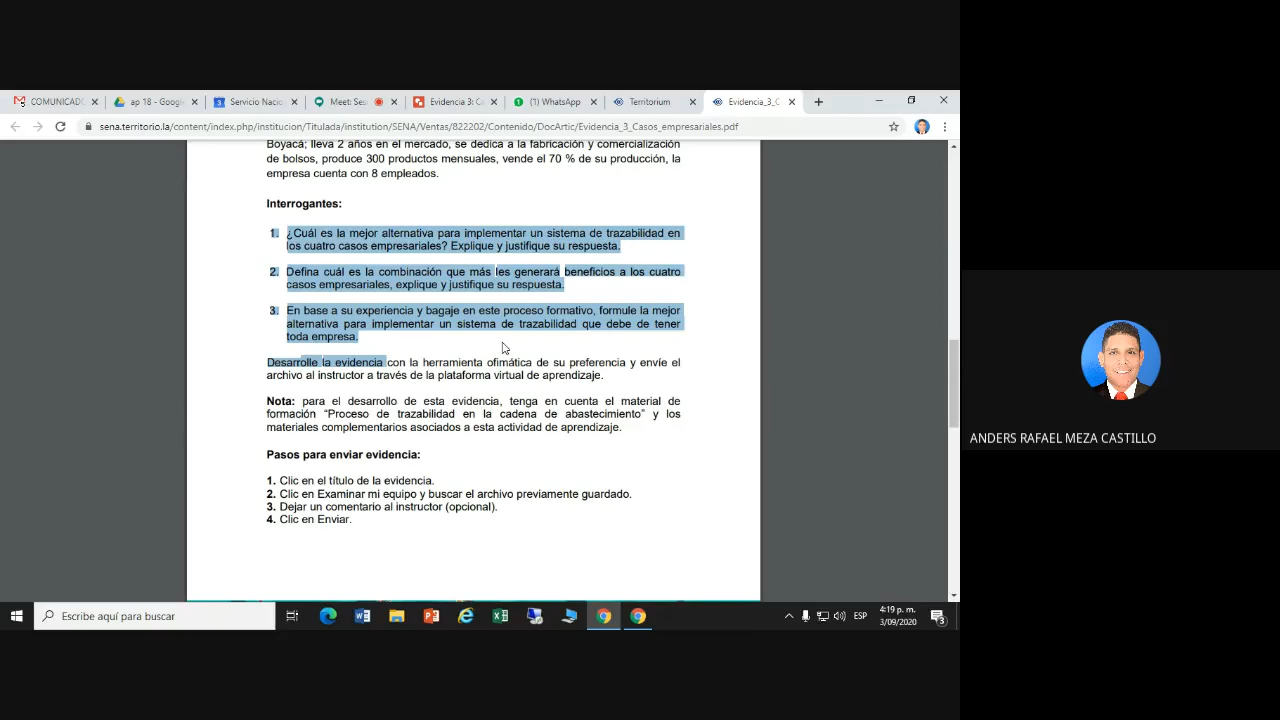 COMUNICAD
ap 18 - Google
Servicio Nacio
Meet: Ses
Evidencia 3: C
(1) WhatsApp
Territorium
Evidencia_3_C
sena.territorio.la/content/index.php/institucion/Titulada/institution/SENA/Ventas/822202/Contenido/DocArtic/Evidencia_3_Casos_empresariales.pdf
Boyacá; lleva 2 años en el mercado, se dedica a la fabricación y comercialización
de bolsos, produce 300 productos mensuales, vende el 70 % de su producción, la
empresa cuenta con 8 empleados.
Interrogantes:
1. ¿Cuál es la mejor alternativa para implementar un sistema de trazabilidad en
los cuatro casos empresariales? Explique y justifique su respuesta.
2. Defina cuál es la combinación que más les generará beneficios a los cuatro
casos empresariales, explique y justifique su respuesta.
3. En base a su experiencia y bagaje en este proceso formativo, formule la mejor
alternativa para implementar un sistema de trazabilidad que debe de tener
toda empresa.
Desarrolle la evidencia con la herramienta ofimática de su preferencia y envíe el
archivo al instructor a través de la plataforma virtual de aprendizaje.
Nota: para el desarrollo de esta evidencia, tenga en cuenta el material de
formación “Proceso de trazabilidad en la cadena de abastecimiento” y los
materiales complementarios asociados a esta actividad de aprendizaje.
Pasos para enviar evidencia:
1. Clic en el título de la evidencia.
2. Clic en Examinar mi equipo y buscar el archivo previamente guardado.
3. Dejar un comentario al instructor (opcional).
4. Clic en Enviar.
ANDERS RAFAEL MEZA CASTILLO
Escribe aquí para buscar
ESP
4:19 p. m.
3/09/2020
3